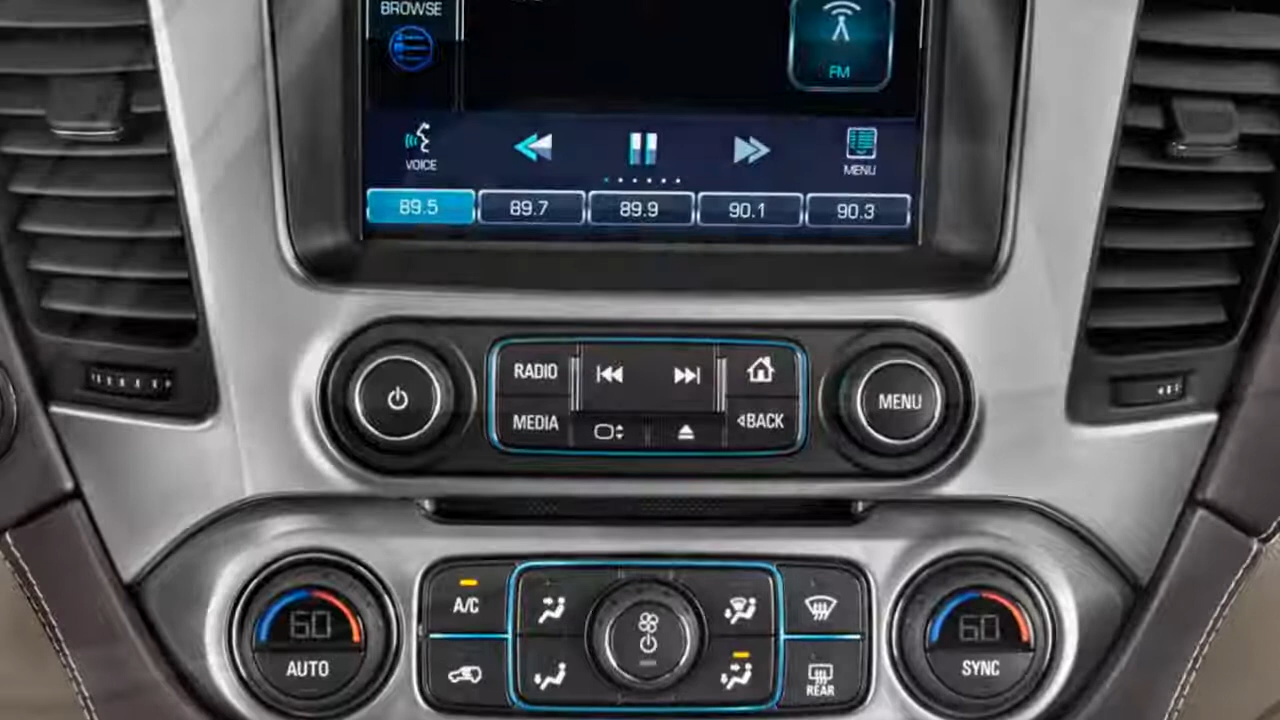 BROWSE
FM
VOICE
MENU
89.5 89.7 89.9 90.1 90.3
RADIO
MEDIA
◃BACK
MENU
A/C
60
AUTO
60
SYNC
REAR